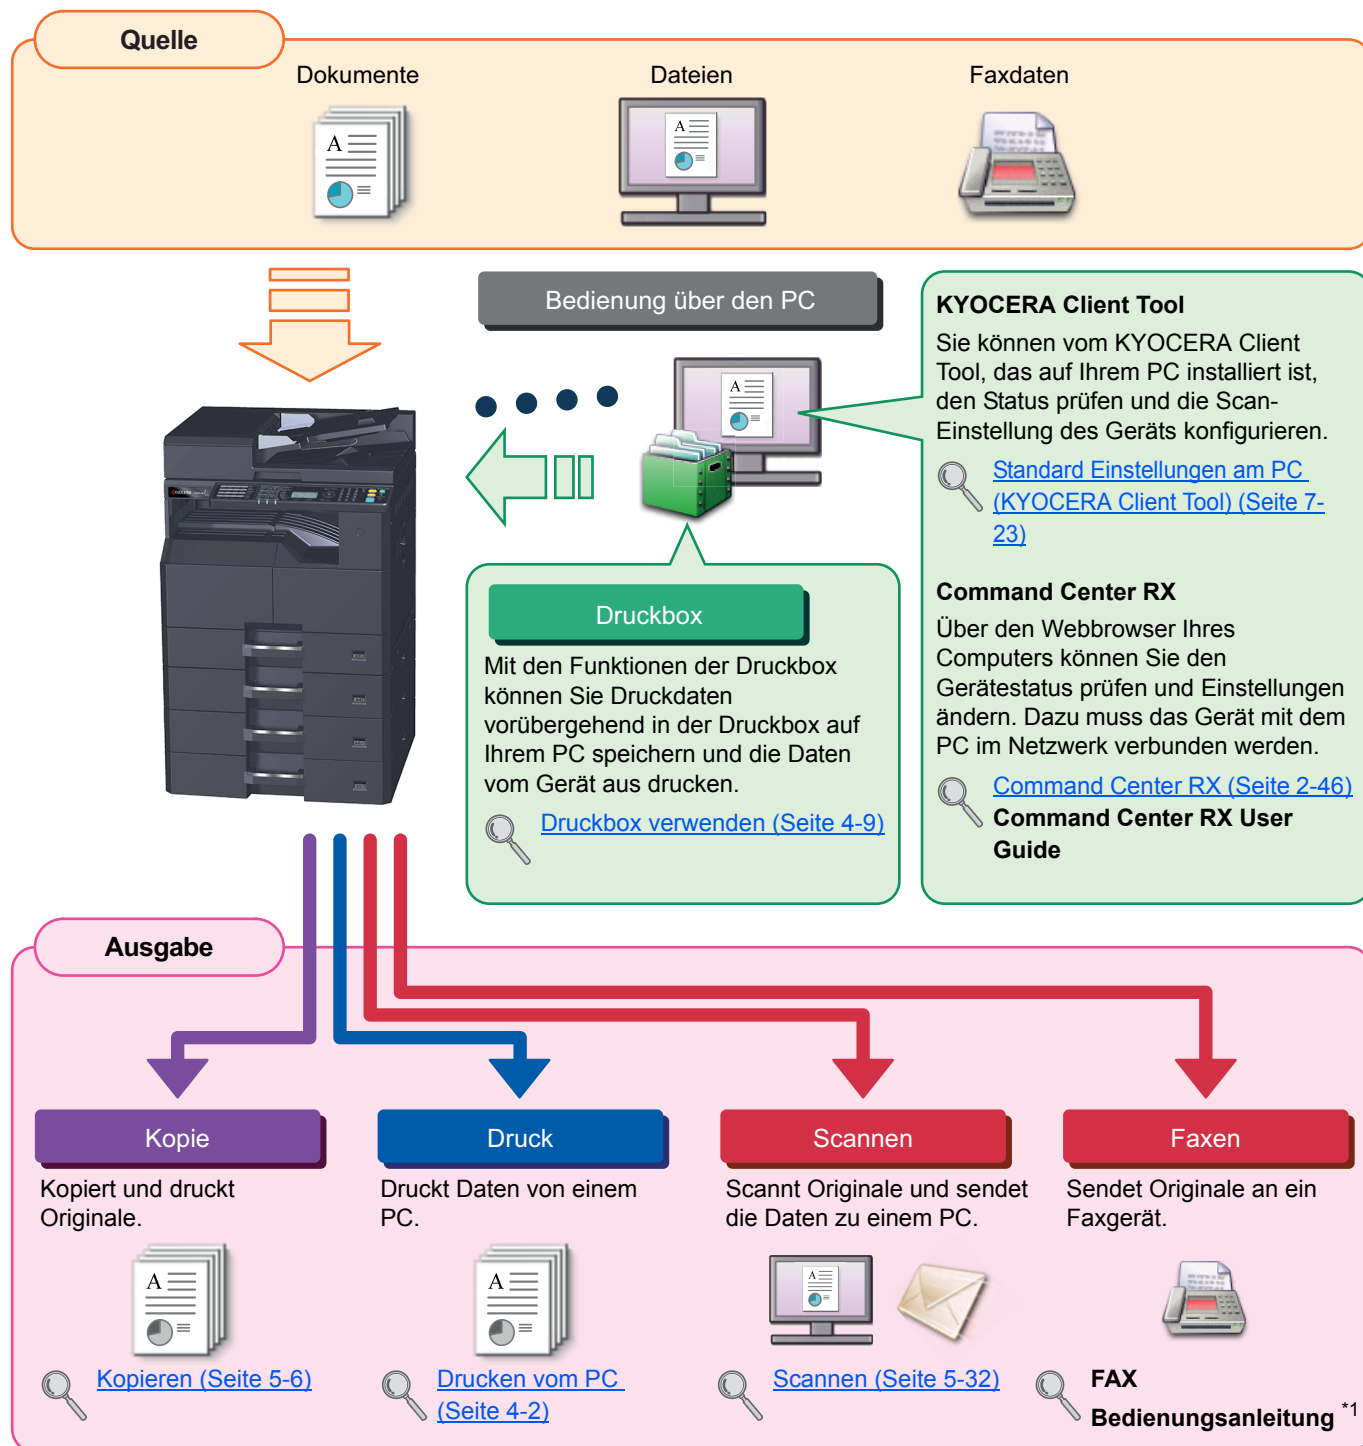 Quelle
Dokumente
Dateien
Faxdaten
Bedienung über den PC
KYOCERA Client Tool
Sie können vom KYOCERA Client
Tool, das auf Ihrem PC installiert ist,
den Status prüfen und die Scan-
Einstellung des Geräts konfigurieren.
Standard Einstellungen am PC
(KYOCERA Client Tool) (Seite 7-
23)
Command Center RX
Über den Webbrowser Ihres
Computers können Sie den
Gerätestatus prüfen und Einstellungen
ändern. Dazu muss das Gerät mit dem
PC im Netzwerk verbunden werden.
Command Center RX (Seite 2-46)
Command Center RX User
Guide
Druckbox
Mit den Funktionen der Druckbox
können Sie Druckdaten
vorübergehend in der Druckbox auf
Ihrem PC speichern und die Daten
vom Gerät aus drucken.
Druckbox verwenden (Seite 4-9)
Ausgabe
Kopie
Kopiert und druckt
Originale.
Kopieren (Seite 5-6)
Druck
Druckt Daten von einem
PC.
Drucken vom PC
(Seite 4-2)
Scannen
Scannt Originale und sendet
die Daten zu einem PC.
Scannen (Seite 5-32)
Faxen
Sendet Originale an ein
Faxgerät.
FAX
Bedienungsanleitung *1